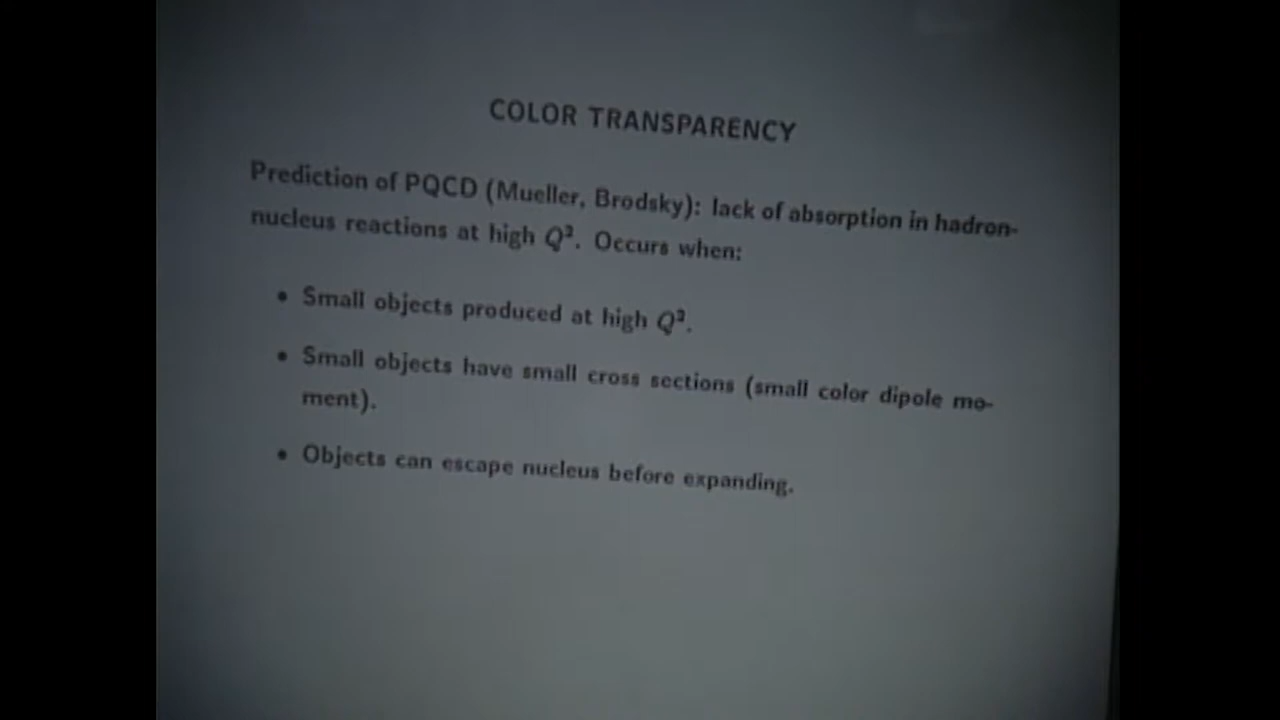 COLOR TRANSPARENCY
Prediction of PQCD (Mueller, Brodsky): lack of absorption in hadron-
nucleus reactions at high Q². Occurs when:
• Small objects produced at high Q².
• Small objects have small cross sections (small color dipole mo-
ment).
• Objects can escape nucleus before expanding.